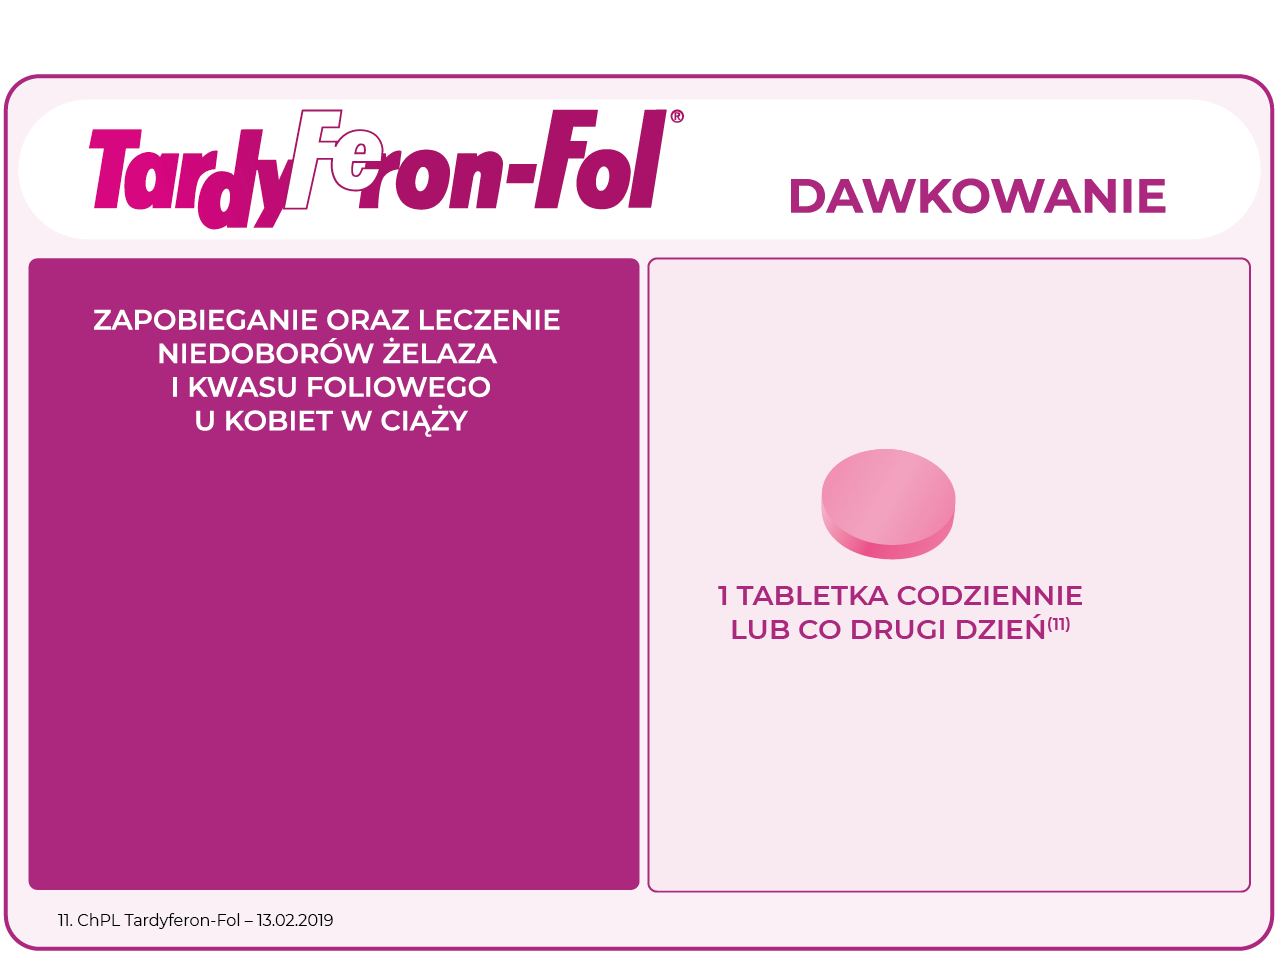 TardyFeron-Fol®
DAWKOWANIE
ZAPOBIEGANIE ORAZ LECZENIE
NIEDOBORÓW ŻELAZA
I KWASU FOLIOWEGO
U KOBIET W CIĄŻY
1 TABLETKA CODZIENNIE
LUB CO DRUGI DZIEŃ(11)
11. ChPL Tardyferon-Fol – 13.02.2019